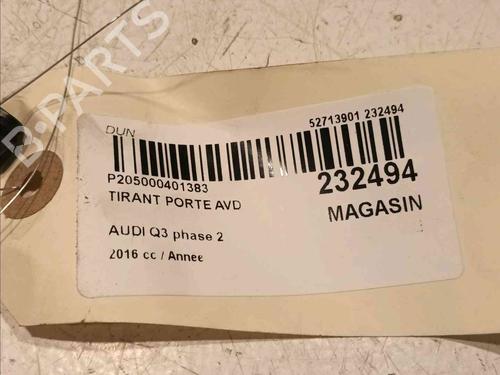 B-PARTS
DUN
52713901 232494
P205000401383
232494
TIRANT PORTE AVD
MAGASIN
AUDI Q3 phase 2
2016 cc / Annee